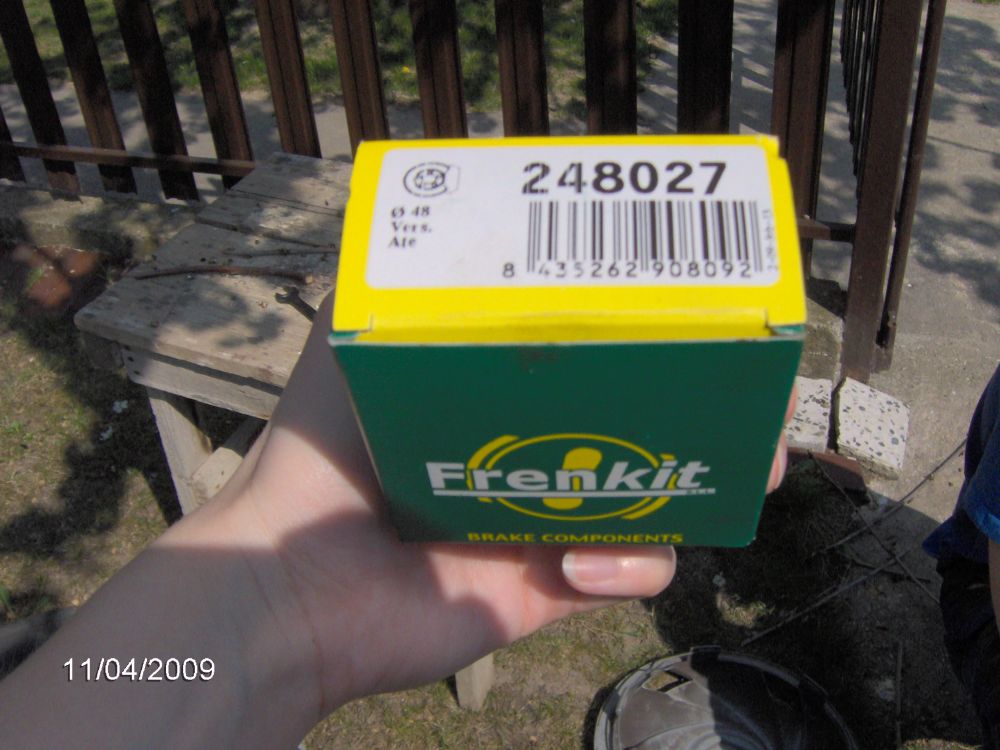 248027
Ø 48
Vers.
Ate
8 435262 908092
Frenkit
S.L.
BRAKE COMPONENTS
11/04/2009